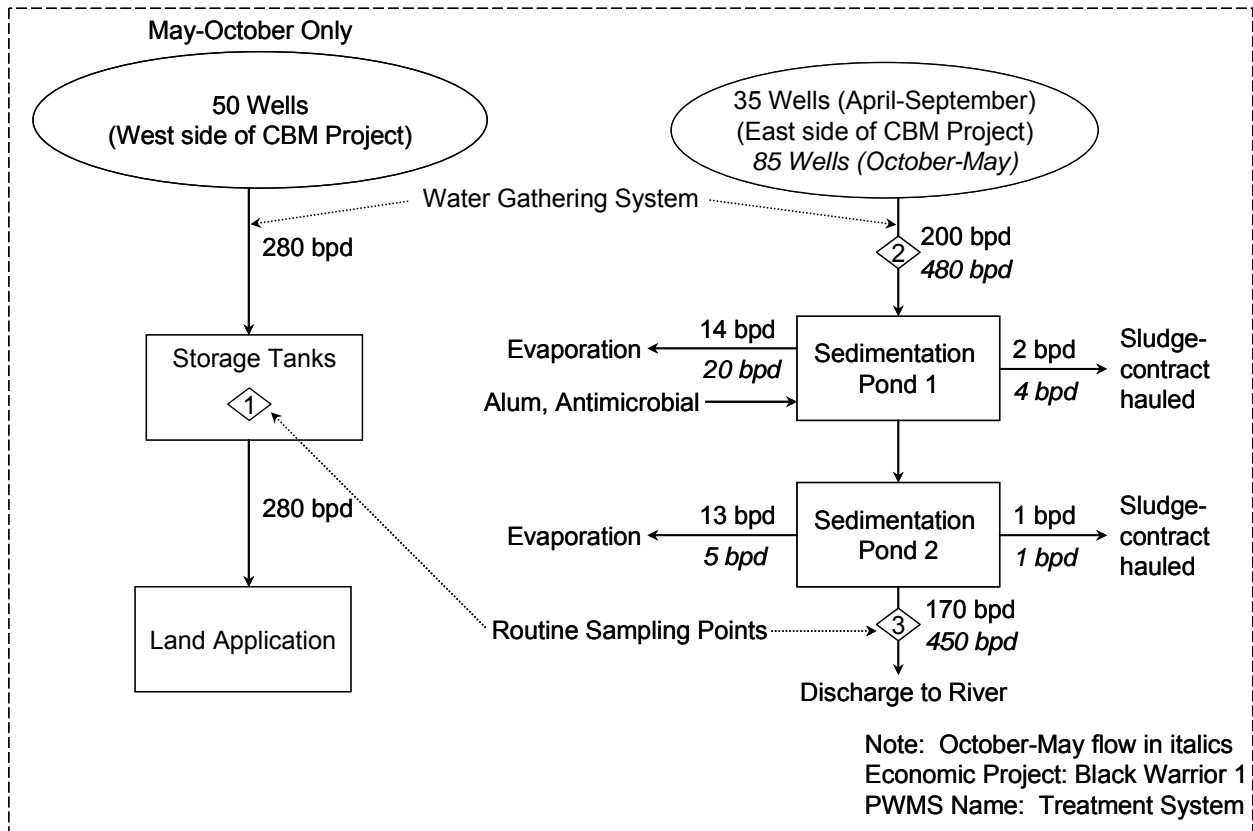 May-October Only
50 Wells
(West side of CBM Project)
35 Wells (April-September)
(East side of CBM Project)
85 Wells (October-May)
Water Gathering System
280 bpd
2
200 bpd
480 bpd
Storage Tanks
1
Evaporation
14 bpd
20 bpd
Sedimentation
Pond 1
2 bpd
4 bpd
Sludge-
contract
hauled
Alum, Antimicrobial
280 bpd
Evaporation
13 bpd
5 bpd
Sedimentation
Pond 2
1 bpd
1 bpd
Sludge-
contract
hauled
Land Application
Routine Sampling Points
3
170 bpd
450 bpd
Discharge to River
Note: October-May flow in italics
Economic Project: Black Warrior 1
PWMS Name: Treatment System